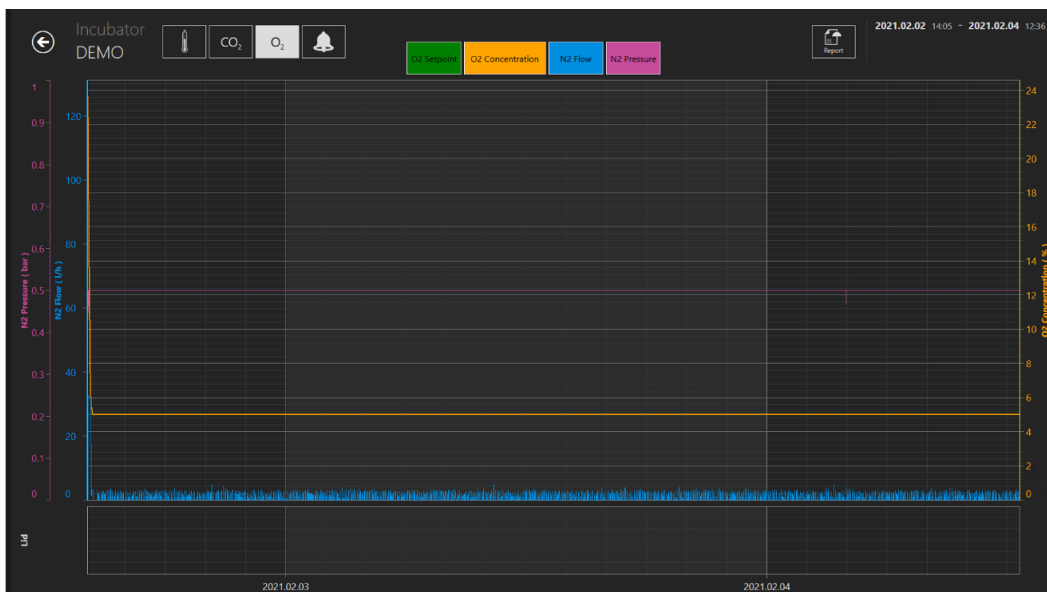 Incubator
DEMO
CO2
O2
O2 Setpoint
O2 Concentration
N2 Flow
N2 Pressure
Report
2021.02.02 14:05 - 2021.02.04 12:36
N2 Pressure ( bar )
1
0.9
0.8
0.7
0.6
0.5
0.4
0.3
0.2
0.1
0
N2 Flow ( l/h )
120
100
80
60
40
20
0
O2 Concentration ( % )
24
22
20
18
16
14
12
10
8
6
4
2
0
Lid
2021.02.03
2021.02.04